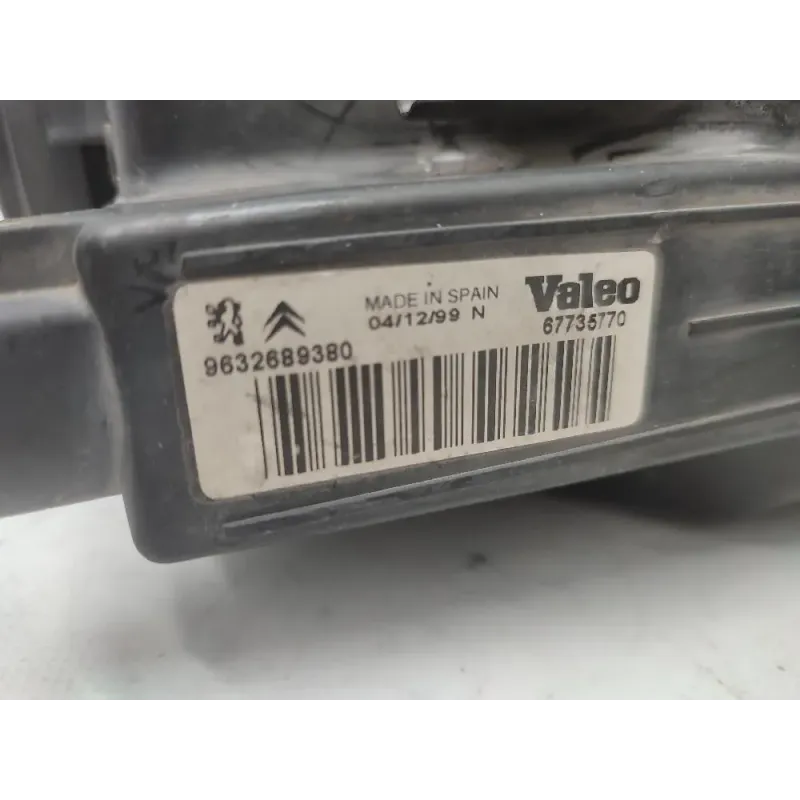 MADE IN SPAIN
Valeo
04/12/99 N
67735770
9632689380